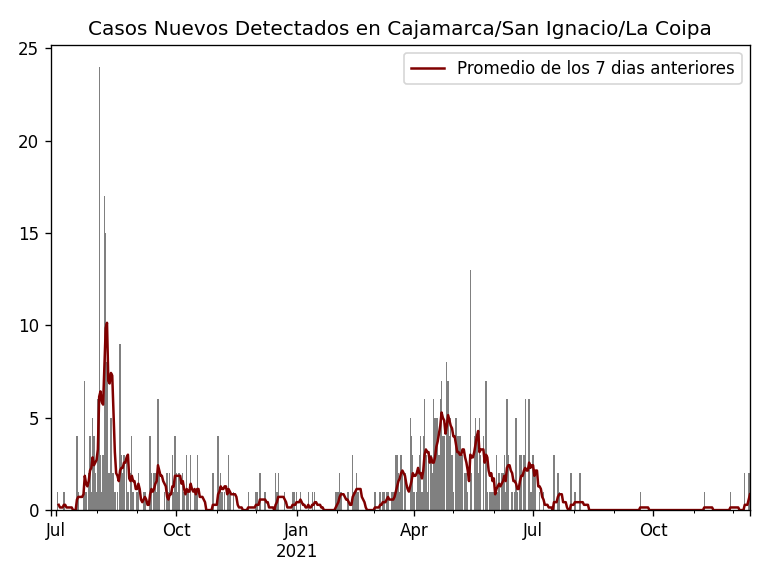 Casos Nuevos Detectados en Cajamarca/San Ignacio/La Coipa
Promedio de los 7 dias anteriores
25
20
15
10
5
0
Jul Oct Jan Apr Jul Oct
2021